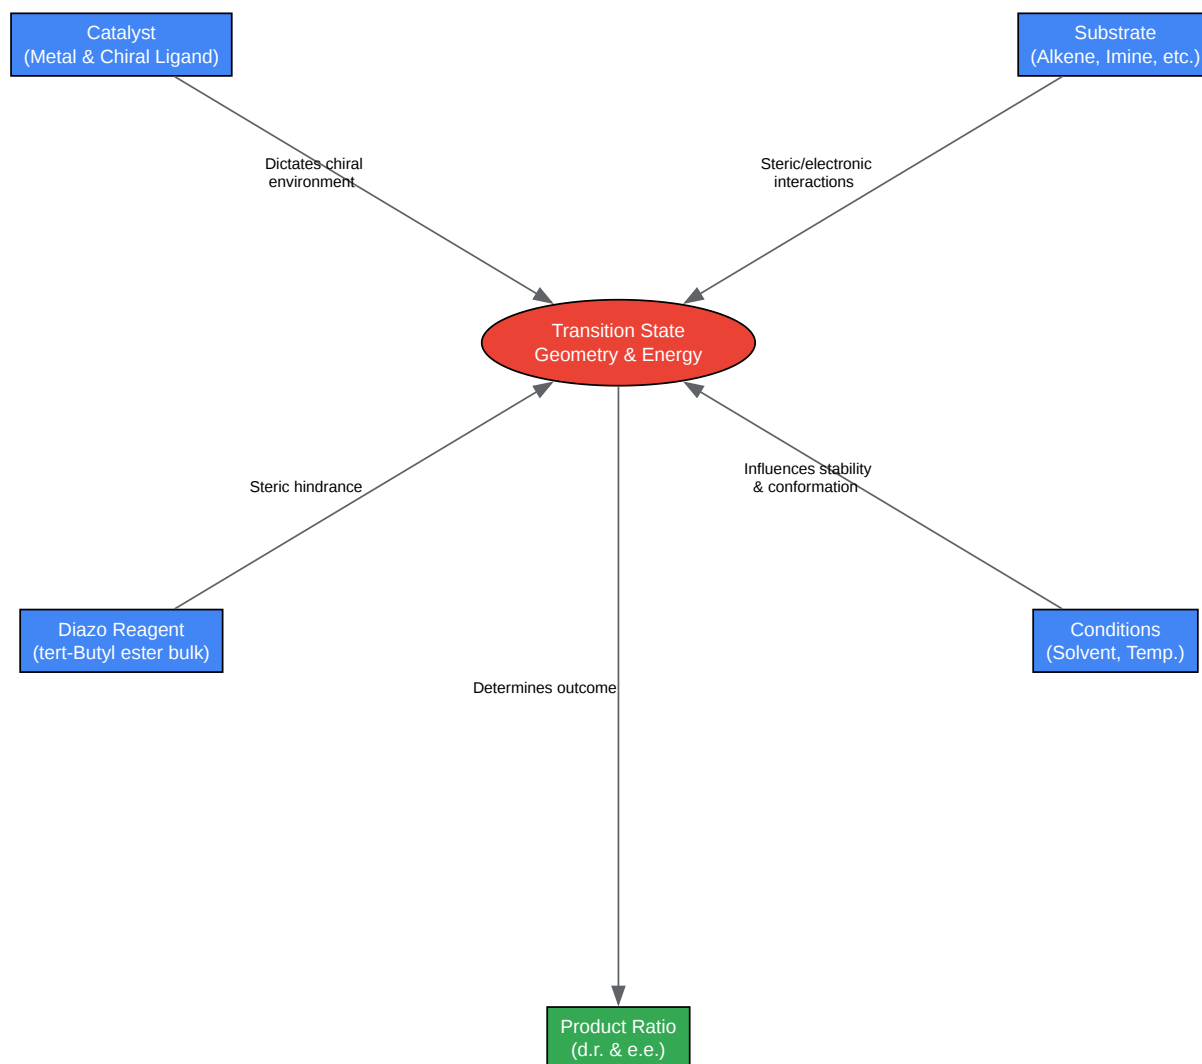 Catalyst
(Metal & Chiral Ligand)
Substrate
(Alkene, Imine, etc.)
Dictates chiral
environment
Steric/electronic
interactions
Transition State
Geometry & Energy
Steric hindrance
Influences stability
& conformation
Diazo Reagent
(tert-Butyl ester bulk)
Conditions
(Solvent, Temp.)
Determines outcome
Product Ratio
(d.r. & e.e.)